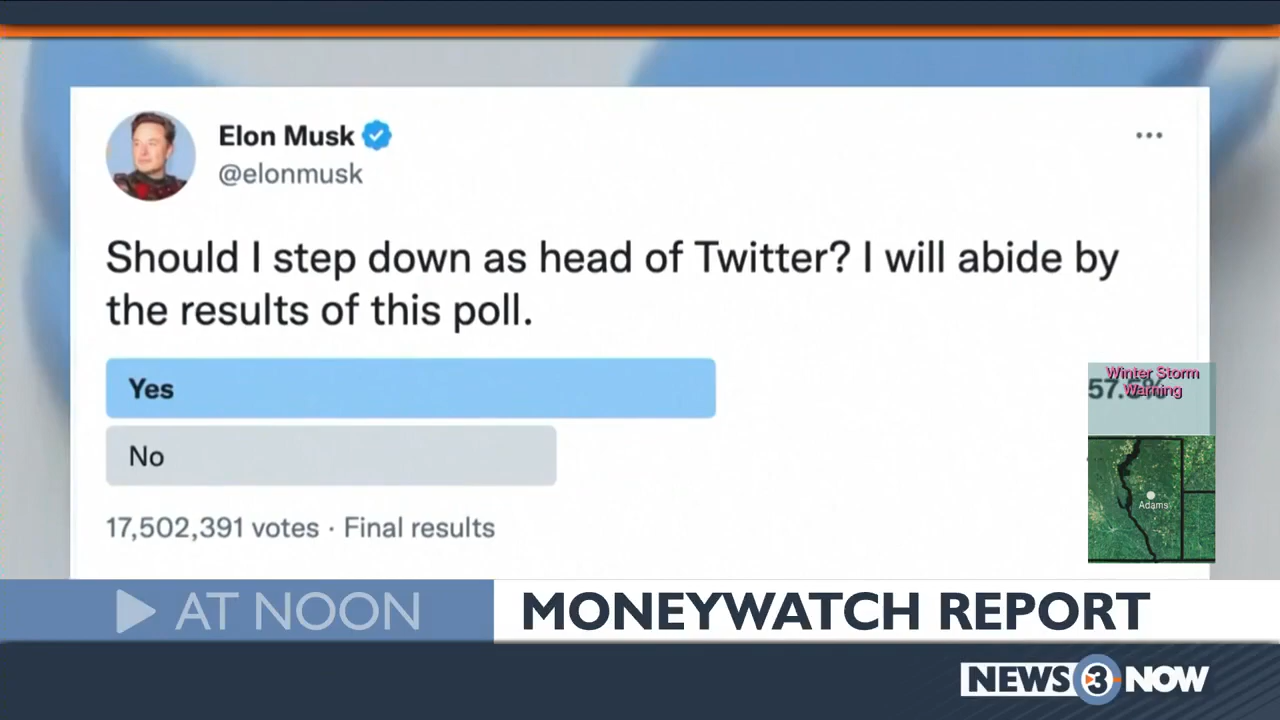 Elon Musk
@elonmusk
Should I step down as head of Twitter? I will abide by
the results of this poll.
Yes
No
17,502,391 votes · Final results
Winter Storm
Warning
Adams
AT NOON
MONEYWATCH REPORT
NEWS 3 NOW